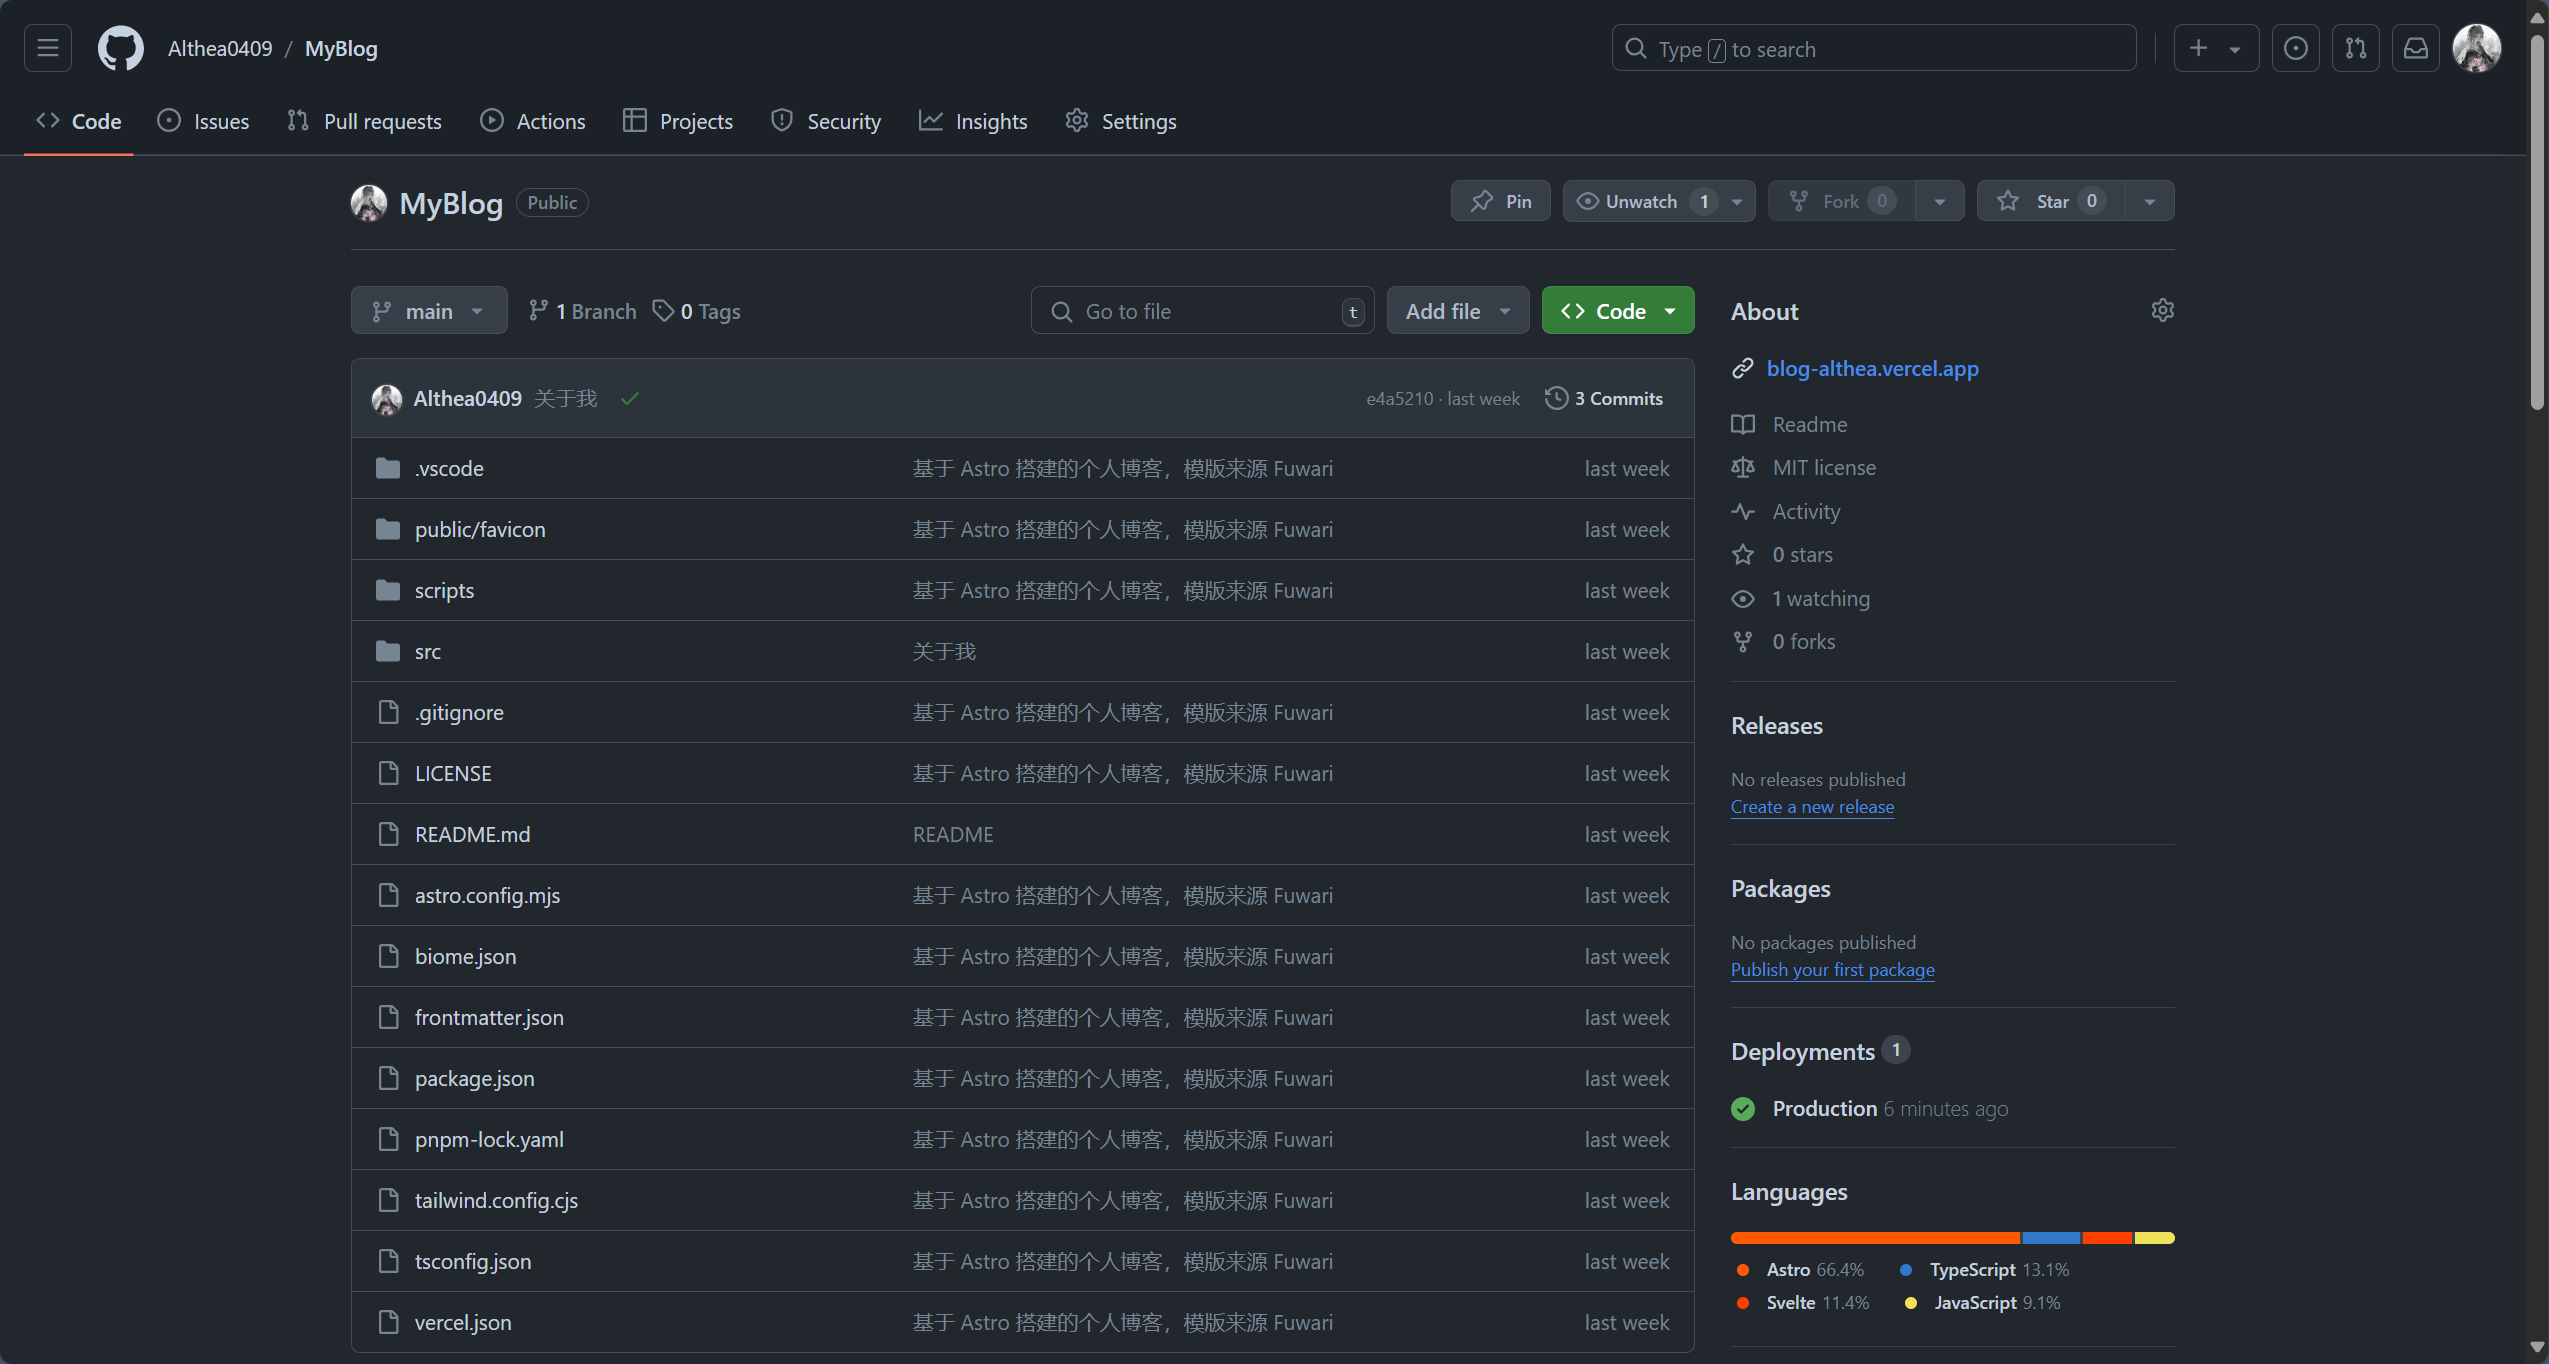 Althea0409 / MyBlog
Type / to search
Code Issues Pull requests Actions Projects Security Insights Settings
MyBlog Public
Pin Unwatch 1 Fork 0 Star 0
main 1 Branch 0 Tags
Go to file t Add file Code
Althea0409 关于我 e4a5210 · last week 3 Commits
.vscode 基于 Astro 搭建的个人博客，模版来源 Fuwari last week
public/favicon 基于 Astro 搭建的个人博客，模版来源 Fuwari last week
scripts 基于 Astro 搭建的个人博客，模版来源 Fuwari last week
src 关于我 last week
.gitignore 基于 Astro 搭建的个人博客，模版来源 Fuwari last week
LICENSE 基于 Astro 搭建的个人博客，模版来源 Fuwari last week
README.md README last week
astro.config.mjs 基于 Astro 搭建的个人博客，模版来源 Fuwari last week
biome.json 基于 Astro 搭建的个人博客，模版来源 Fuwari last week
frontmatter.json 基于 Astro 搭建的个人博客，模版来源 Fuwari last week
package.json 基于 Astro 搭建的个人博客，模版来源 Fuwari last week
pnpm-lock.yaml 基于 Astro 搭建的个人博客，模版来源 Fuwari last week
tailwind.config.cjs 基于 Astro 搭建的个人博客，模版来源 Fuwari last week
tsconfig.json 基于 Astro 搭建的个人博客，模版来源 Fuwari last week
vercel.json 基于 Astro 搭建的个人博客，模版来源 Fuwari last week
About
blog-althea.vercel.app
Readme
MIT license
Activity
0 stars
1 watching
0 forks
Releases
No releases published
Create a new release
Packages
No packages published
Publish your first package
Deployments 1
Production 6 minutes ago
Languages
Astro 66.4% TypeScript 13.1%
Svelte 11.4% JavaScript 9.1%